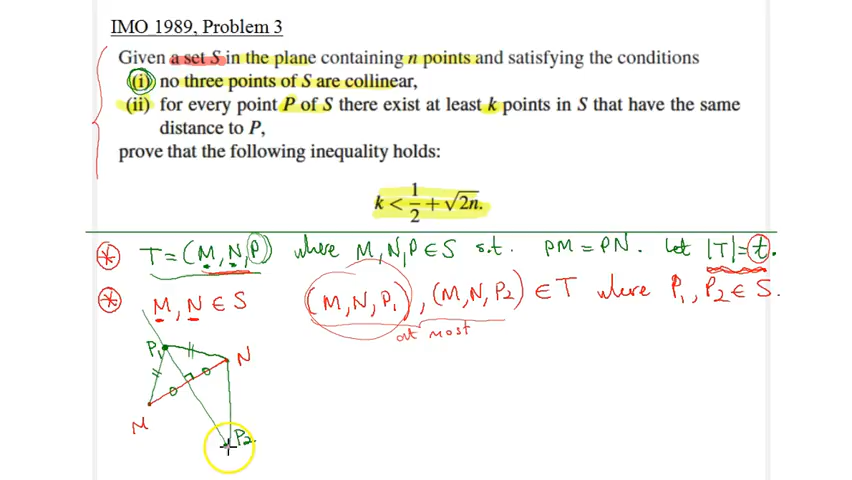 IMO 1989, Problem 3
Given a set S in the plane containing n points and satisfying the conditions
(i) no three points of S are collinear,
(ii) for every point P of S there exist at least k points in S that have the same
distance to P,
prove that the following inequality holds:
k < 1/2 + √2n.
T = (M, N, P) where M, N, P ∈ S s.t. PM = PN. Let |T| = t.
M, N ∈ S (M, N, P₁), (M, N, P₂) ∈ T where P₁, P₂ ∈ S.
at most
P₁
N
M
P₂